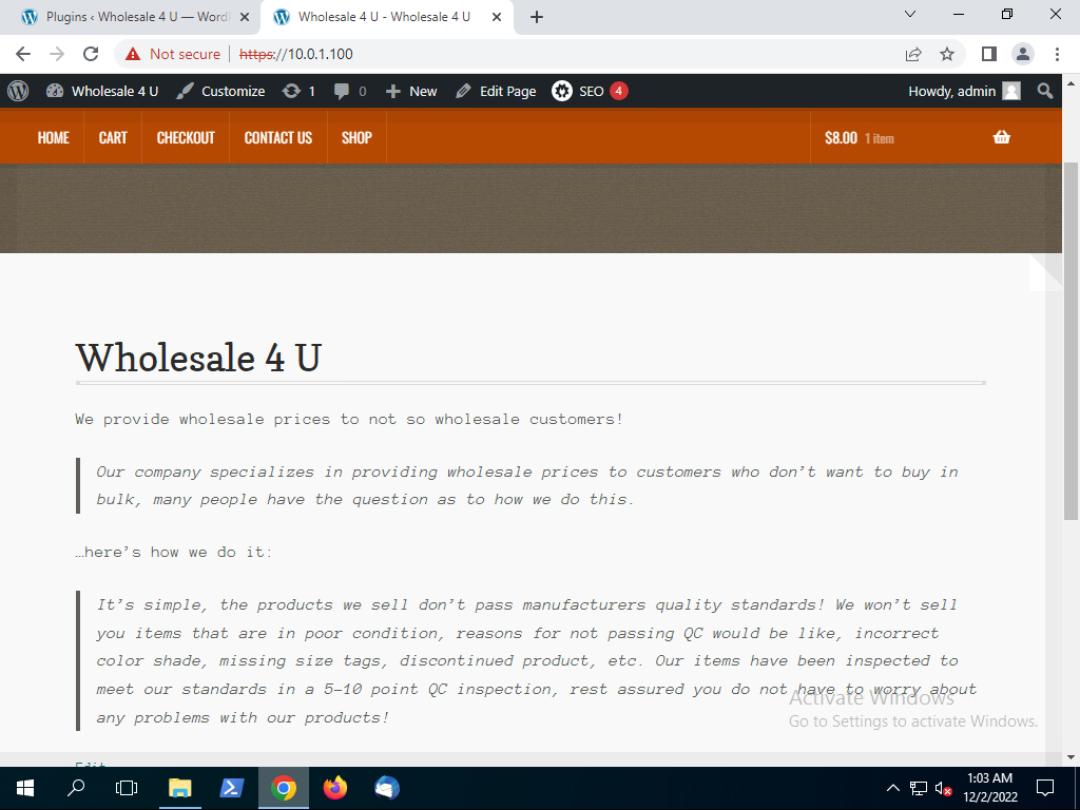 Plugins ‹ Wholesale 4 U — Word
Wholesale 4 U - Wholesale 4 U
Not secure https://10.0.1.100
Wholesale 4 U Customize 1 0 New Edit Page SEO 4 Howdy, admin
HOME CART CHECKOUT CONTACT US SHOP $8.00 1 item
Wholesale 4 U
We provide wholesale prices to not so wholesale customers!
Our company specializes in providing wholesale prices to customers who don’t want to buy in
bulk, many people have the question as to how we do this.
…here’s how we do it:
It’s simple, the products we sell don’t pass manufacturers quality standards! We won’t sell
you items that are in poor condition, reasons for not passing QC would be like, incorrect
color shade, missing size tags, discontinued product, etc. Our items have been inspected to
meet our standards in a 5–10 point QC inspection, rest assured you do not have to worry about
any problems with our products!
Activate Windows
Go to Settings to activate Windows.
Edit
1:03 AM
12/2/2022